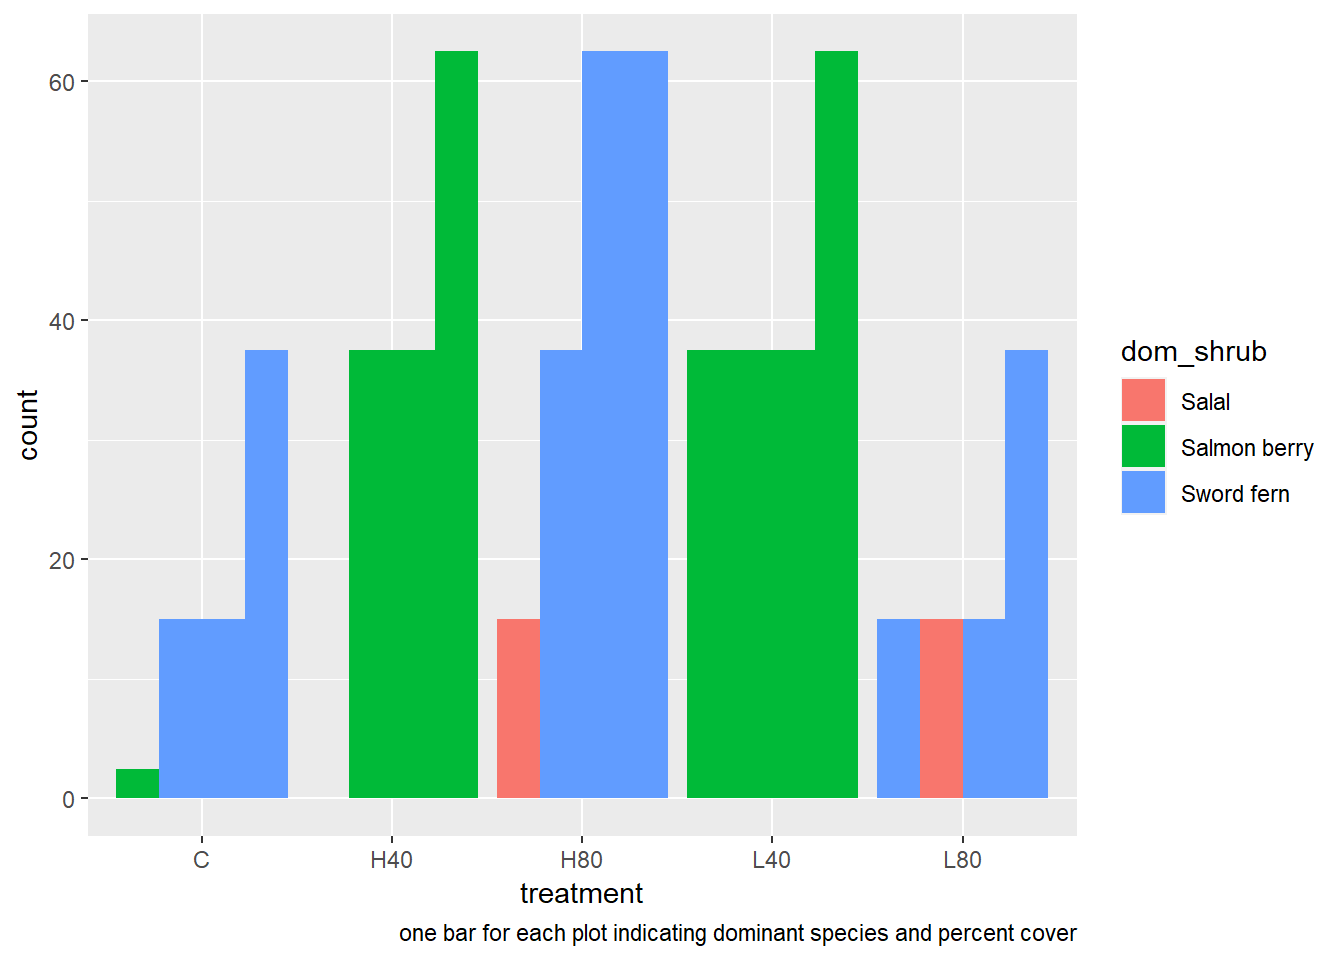 60
40
20
0
count
C H40 H80 L40 L80
treatment
one bar for each plot indicating dominant species and percent cover
dom_shrub
Salal
Salmon berry
Sword fern